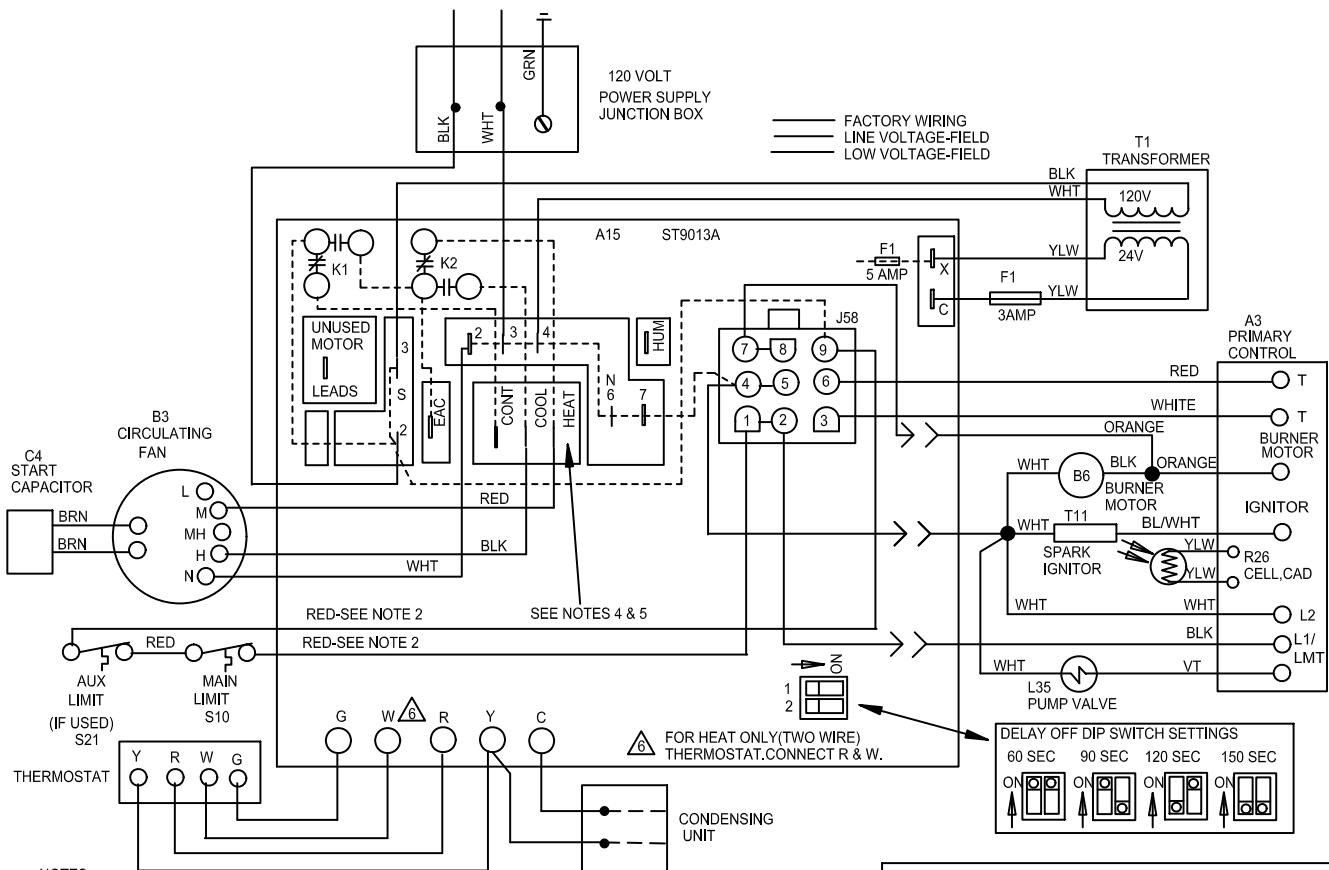 GRN
120 VOLT
POWER SUPPLY
JUNCTION BOX
BLK
WHT
FACTORY WIRING
LINE VOLTAGE-FIELD
LOW VOLTAGE-FIELD
T1
TRANSFORMER
BLK
WHT
120V
24V
YLW
YLW
A15 ST9013A
F1
5 AMP
X
C
F1
3AMP
K1
K2
J58
UNUSED
MOTOR
LEADS
3
S
2
EAC
2
3
4
HUM
CONT
COOL
HEAT
N
6
7
7
8
9
4
5
6
1
2
3
A3
PRIMARY
CONTROL
RED
T
WHITE
T
ORANGE
BURNER
MOTOR
WHT
B6
BLK
ORANGE
BURNER
MOTOR
IGNITOR
WHT
T11
BL/WHT
SPARK
IGNITOR
YLW
YLW
R26
CELL,CAD
WHT
WHT
L2
BLK
L1/
LMT
WHT
VT
L35
PUMP VALVE
B3
CIRCULATING
FAN
C4
START
CAPACITOR
BRN
BRN
L
M
MH
H
N
RED
BLK
WHT
SEE NOTES 4 & 5
RED-SEE NOTE 2
RED
RED-SEE NOTE 2
AUX
LIMIT
(IF USED)
S21
MAIN
LIMIT
S10
ON
1
2
G
W
6
R
Y
C
6
FOR HEAT ONLY(TWO WIRE)
THERMOSTAT.CONNECT R & W.
THERMOSTAT
Y
R
W
G
CONDENSING
UNIT
DELAY OFF DIP SWITCH SETTINGS
60 SEC 90 SEC 120 SEC 150 SEC
ON ON ON ON